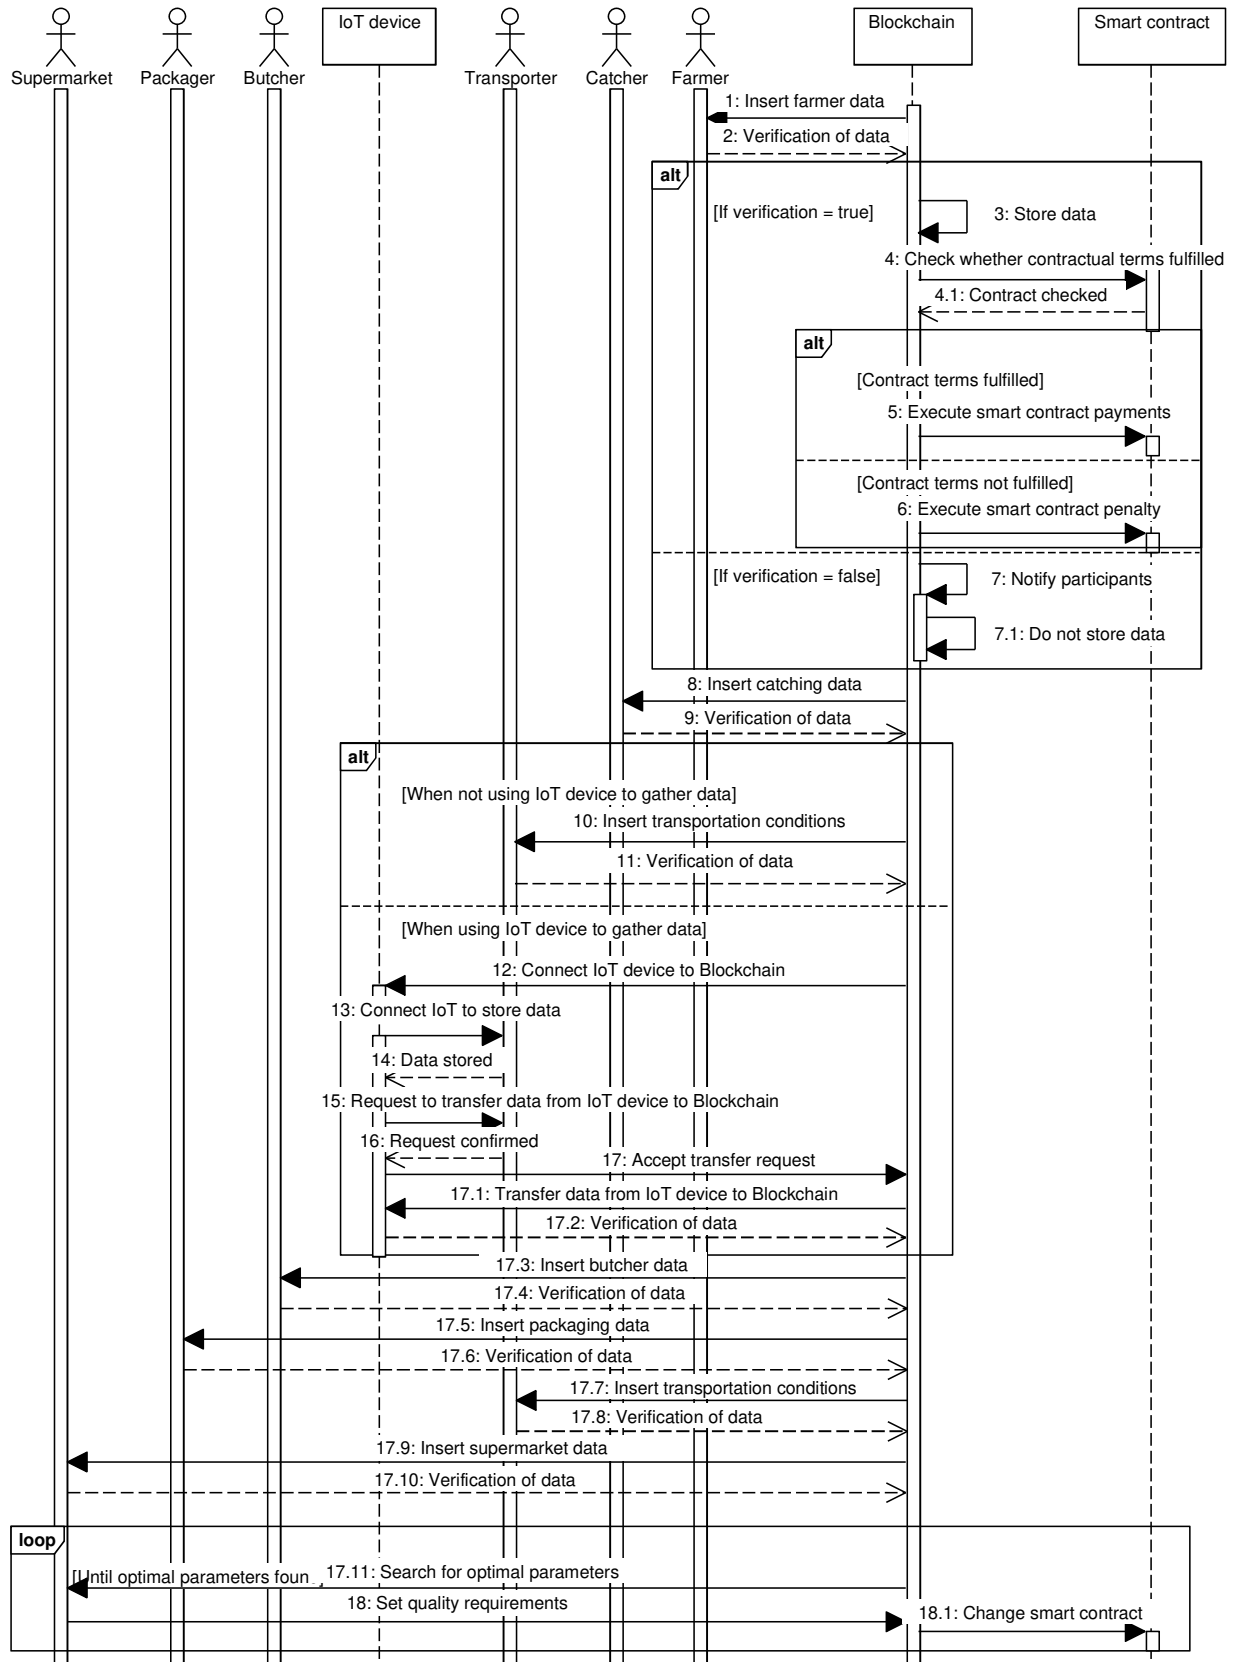 IoT device
Blockchain
Smart contract
Supermarket
Packager
Butcher
Transporter
Catcher
Farmer
1: Insert farmer data
2: Verification of data
alt
[If verification = true]
3: Store data
4: Check whether contractual terms fulfilled
4.1: Contract checked
alt
[Contract terms fulfilled]
5: Execute smart contract payments
[Contract terms not fulfilled]
6: Execute smart contract penalty
[If verification = false]
7: Notify participants
7.1: Do not store data
8: Insert catching data
9: Verification of data
alt
[When not using IoT device to gather data]
10: Insert transportation conditions
11: Verification of data
[When using IoT device to gather data]
12: Connect IoT device to Blockchain
13: Connect IoT to store data
14: Data stored
15: Request to transfer data from IoT device to Blockchain
16: Request confirmed
17: Accept transfer request
17.1: Transfer data from IoT device to Blockchain
17.2: Verification of data
17.3: Insert butcher data
17.4: Verification of data
17.5: Insert packaging data
17.6: Verification of data
17.7: Insert transportation conditions
17.8: Verification of data
17.9: Insert supermarket data
17.10: Verification of data
loop
[Until optimal parameters foun
17.11: Search for optimal parameters
18: Set quality requirements
18.1: Change smart contract